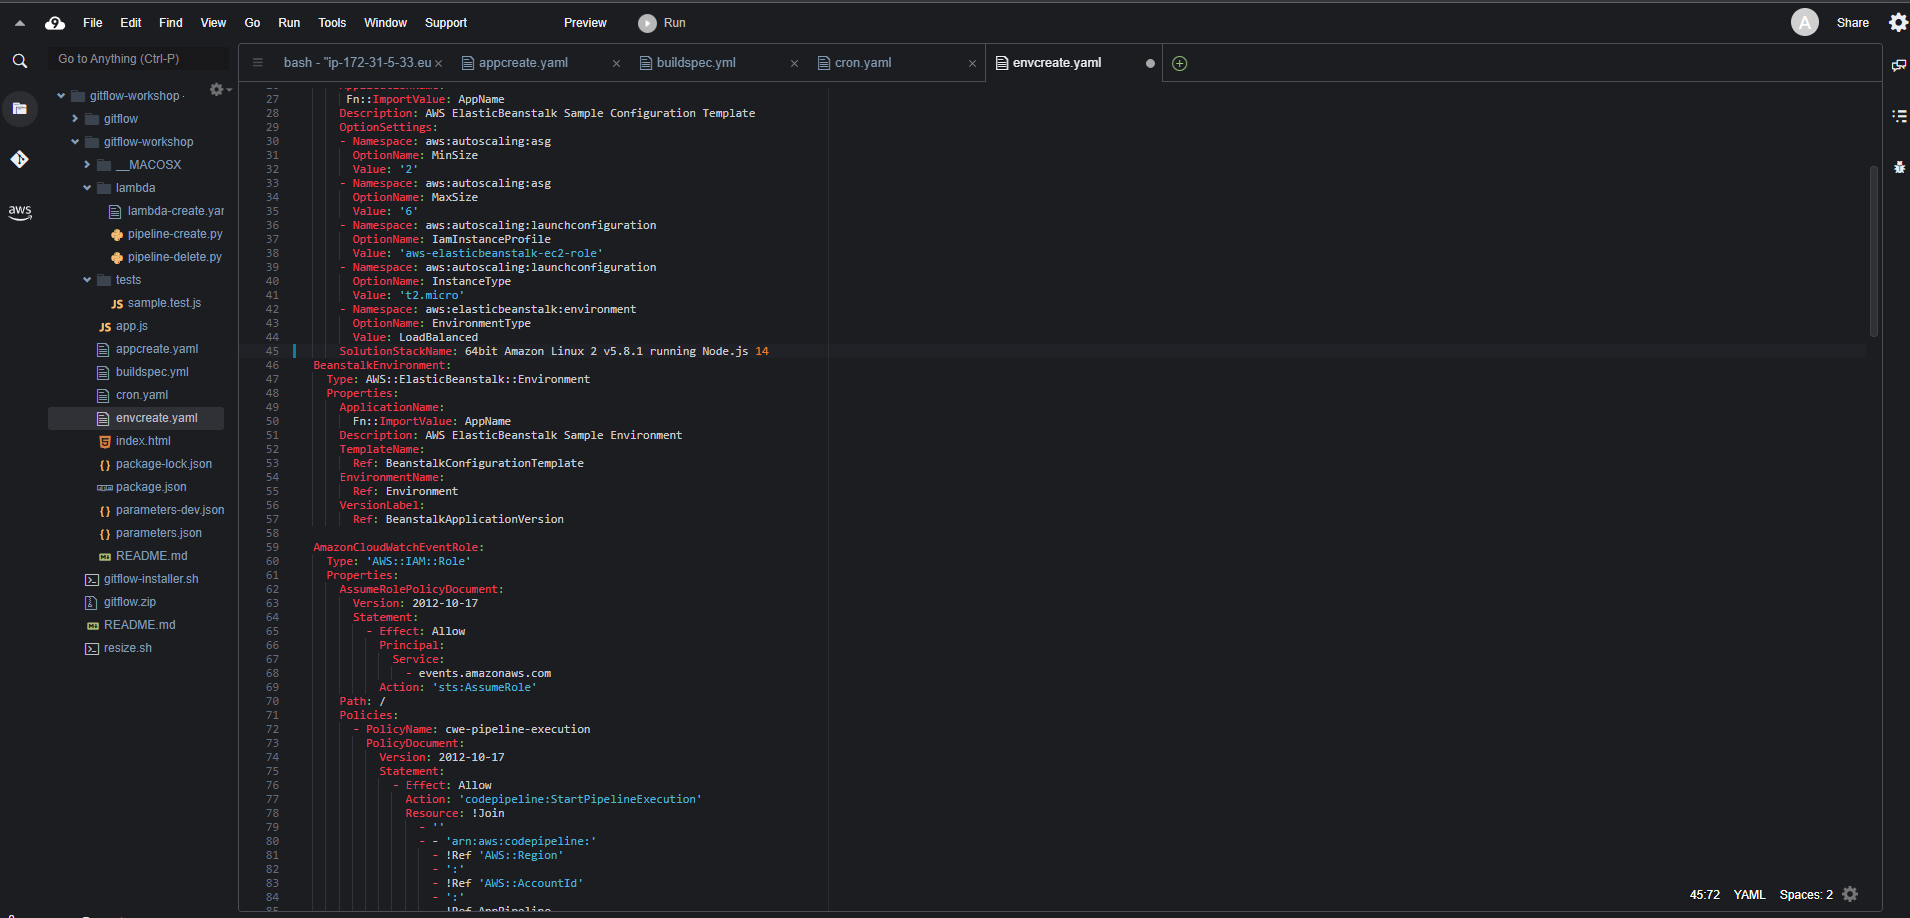 File Edit Find View Go Run Tools Window Support Preview Run A Share
Go to Anything (Ctrl-P)
bash - "ip-172-31-5-33.eu × appcreate.yaml × buildspec.yml × cron.yaml × envcreate.yaml
gitflow-workshop
gitflow
gitflow-workshop
__MACOSX
lambda
lambda-create.yar
pipeline-create.py
pipeline-delete.py
tests
sample.test.js
app.js
appcreate.yaml
buildspec.yml
cron.yaml
envcreate.yaml
index.html
package-lock.json
package.json
parameters-dev.json
parameters.json
README.md
gitflow-installer.sh
gitflow.zip
README.md
resize.sh
aws
27 Fn::ImportValue: AppName
28 Description: AWS ElasticBeanstalk Sample Configuration Template
29 OptionSettings:
30 - Namespace: aws:autoscaling:asg
31 OptionName: MinSize
32 Value: '2'
33 - Namespace: aws:autoscaling:asg
34 OptionName: MaxSize
35 Value: '6'
36 - Namespace: aws:autoscaling:launchconfiguration
37 OptionName: IamInstanceProfile
38 Value: 'aws-elasticbeanstalk-ec2-role'
39 - Namespace: aws:autoscaling:launchconfiguration
40 OptionName: InstanceType
41 Value: 't2.micro'
42 - Namespace: aws:elasticbeanstalk:environment
43 OptionName: EnvironmentType
44 Value: LoadBalanced
45 SolutionStackName: 64bit Amazon Linux 2 v5.8.1 running Node.js 14
46 BeanstalkEnvironment:
47 Type: AWS::ElasticBeanstalk::Environment
48 Properties:
49 ApplicationName:
50 Fn::ImportValue: AppName
51 Description: AWS ElasticBeanstalk Sample Environment
52 TemplateName:
53 Ref: BeanstalkConfigurationTemplate
54 EnvironmentName:
55 Ref: Environment
56 VersionLabel:
57 Ref: BeanstalkApplicationVersion
58
59 AmazonCloudWatchEventRole:
60 Type: 'AWS::IAM::Role'
61 Properties:
62 AssumeRolePolicyDocument:
63 Version: 2012-10-17
64 Statement:
65 - Effect: Allow
66 Principal:
67 Service:
68 - events.amazonaws.com
69 Action: 'sts:AssumeRole'
70 Path: /
71 Policies:
72 - PolicyName: cwe-pipeline-execution
73 PolicyDocument:
74 Version: 2012-10-17
75 Statement:
76 - Effect: Allow
77 Action: 'codepipeline:StartPipelineExecution'
78 Resource: !Join
79 - ''
80 - - 'arn:aws:codepipeline:'
81 - !Ref 'AWS::Region'
82 - ':'
83 - !Ref 'AWS::AccountId'
84 - ':'
85 - !Ref AppPipeline
45:72 YAML Spaces: 2